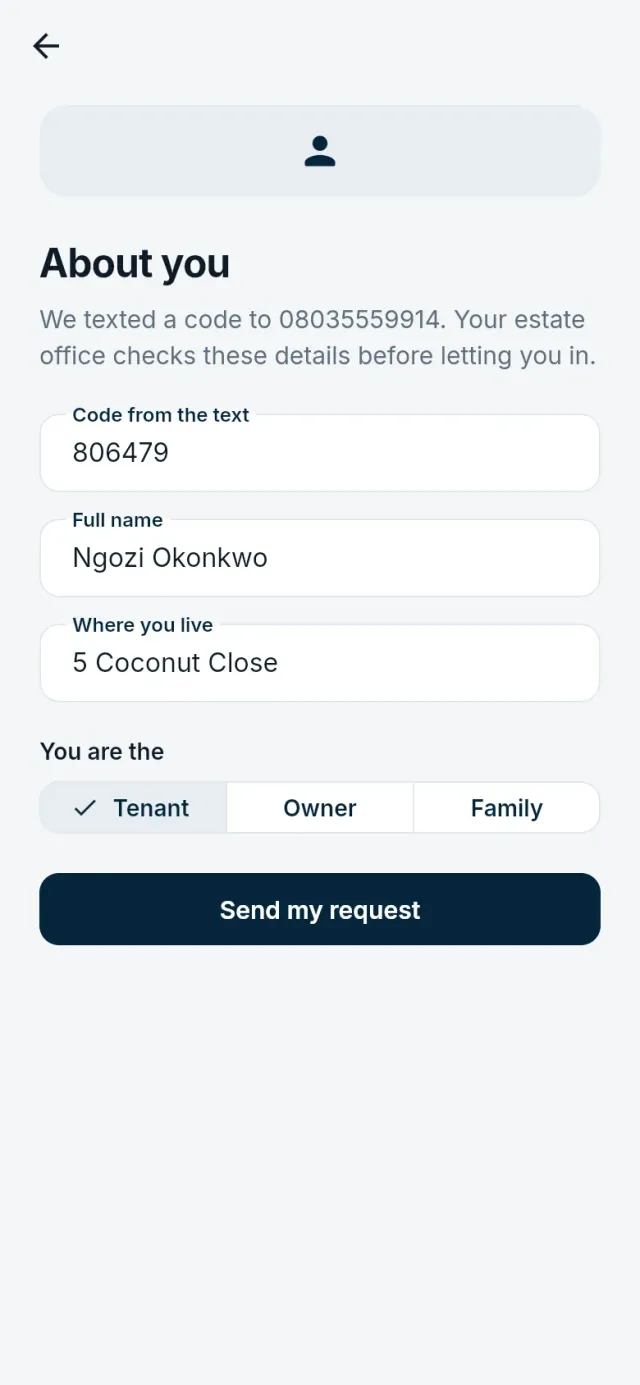 About you
We texted a code to 08035559914. Your estate
office checks these details before letting you in.
Code from the text
806479
Full name
Ngozi Okonkwo
Where you live
5 Coconut Close
You are the
Tenant Owner Family
Send my request